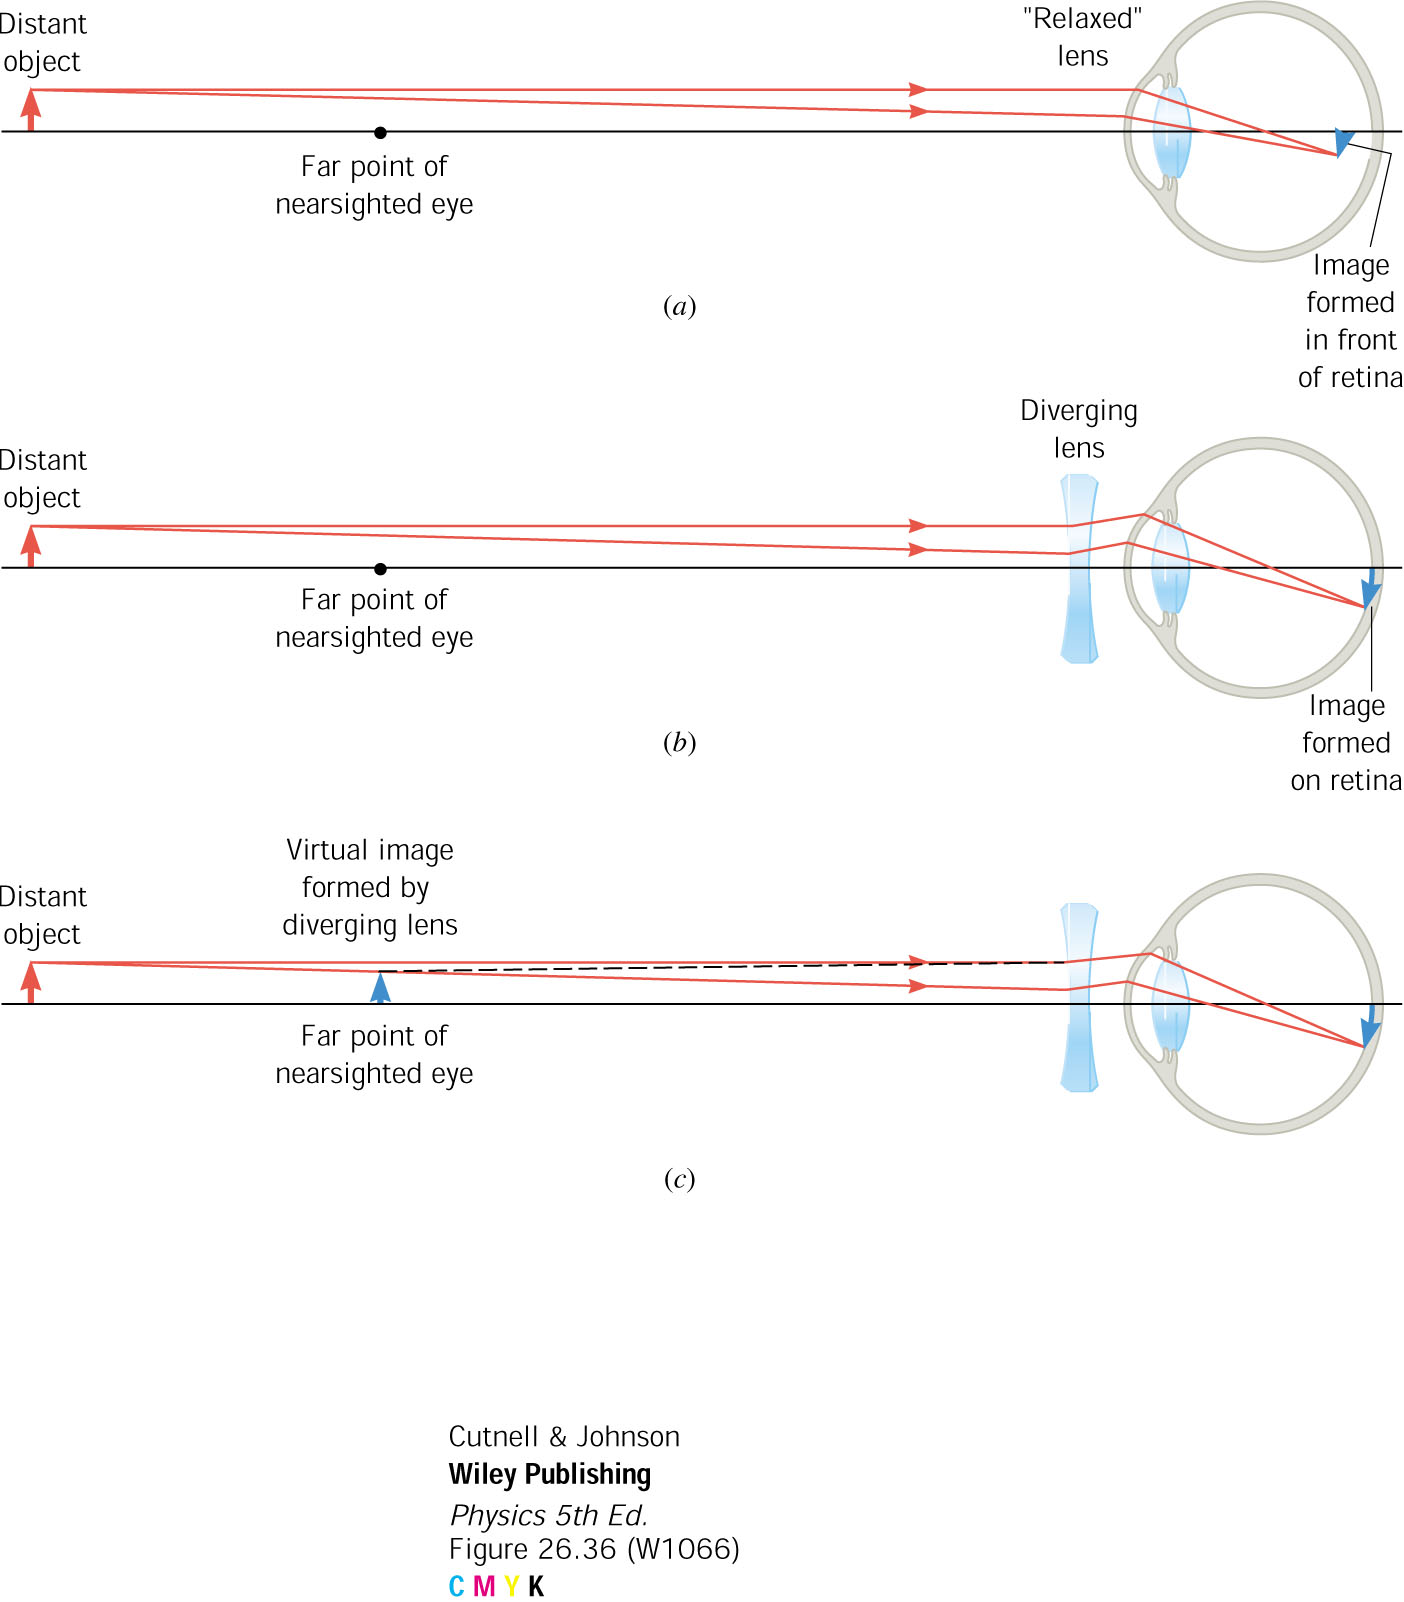 Distant
object
"Relaxed"
lens
Far point of
nearsighted eye
Image
formed
in front
of retina
(a)
Diverging
lens
Distant
object
Far point of
nearsighted eye
Image
formed
on retina
(b)
Virtual image
formed by
diverging lens
Distant
object
Far point of
nearsighted eye
(c)
Cutnell & Johnson
Wiley Publishing
Physics 5th Ed.
Figure 26.36 (W1066)
C M Y K